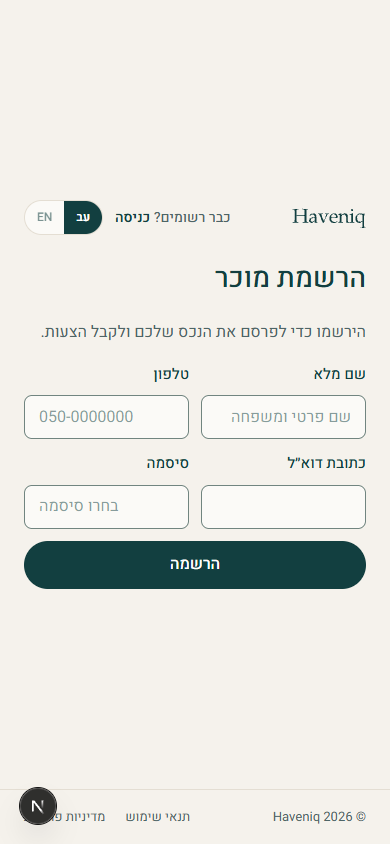 Haveniq
כבר רשומים? כניסה
עב
EN
הרשמת מוכר
הירשמו כדי לפרסם את הנכס שלכם ולקבל הצעות.
שם מלא
טלפון
שם פרטי ומשפחה
050-0000000
כתובת דוא״ל
סיסמה
בחרו סיסמה
הרשמה
© 2026 Haveniq
תנאי שימוש
מדיניות
N